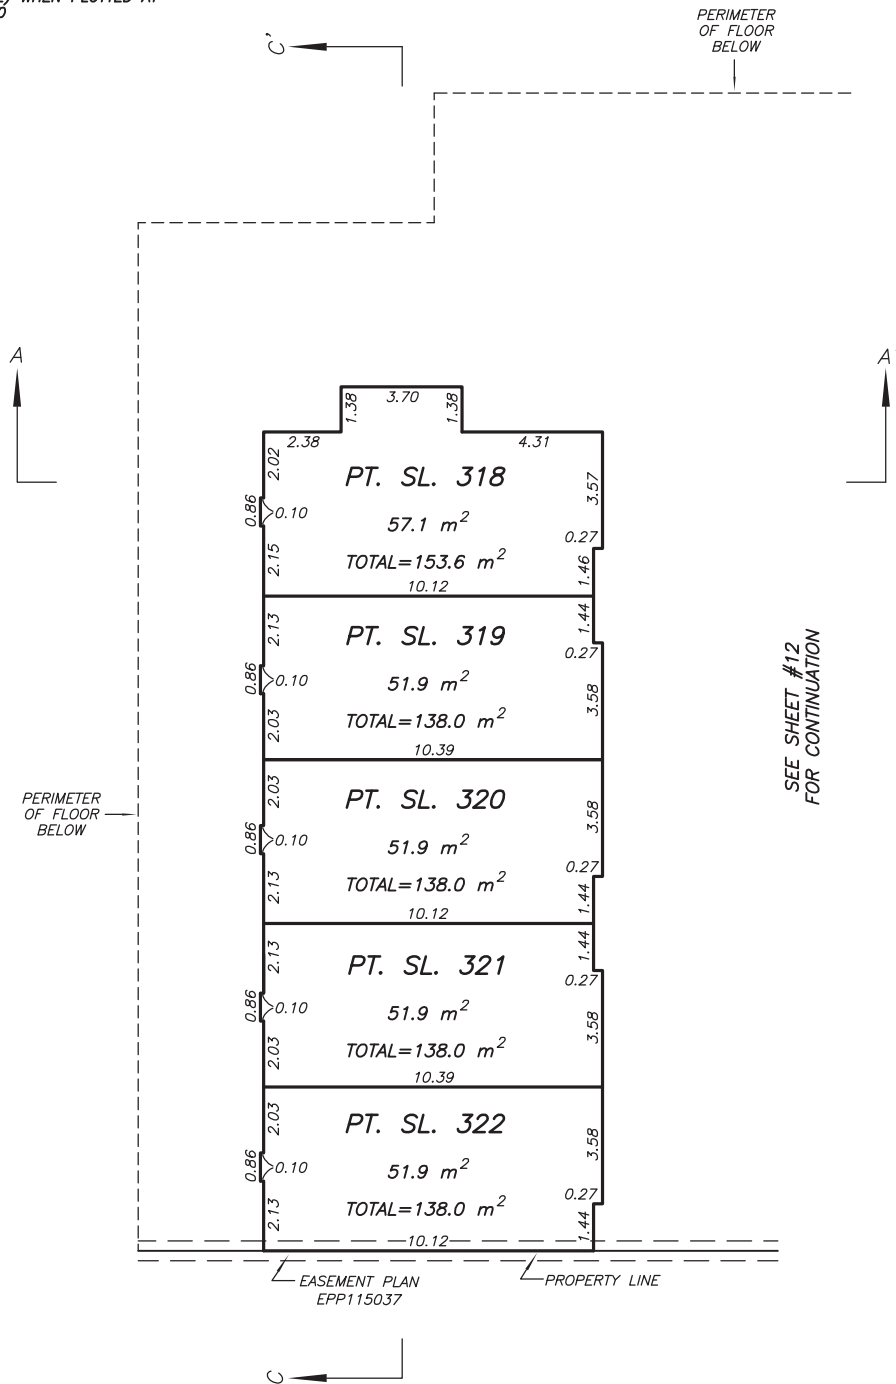 WHEN PLOTTED AT
PERIMETER
OF FLOOR
BELOW
C'
A
A
1.38
3.70
1.38
2.38
4.31
2.02
PT. SL. 318
3.57
0.86
0.10
57.1 m²
0.27
2.15
TOTAL=153.6 m²
1.46
10.12
2.13
PT. SL. 319
1.44
0.27
0.86
0.10
51.9 m²
2.03
TOTAL=138.0 m²
3.58
10.39
SEE SHEET #12
FOR CONTINUATION
2.03
PT. SL. 320
3.58
PERIMETER
OF FLOOR
BELOW
0.86
0.10
51.9 m²
0.27
2.13
TOTAL=138.0 m²
1.44
10.12
2.13
PT. SL. 321
1.44
0.27
0.86
0.10
51.9 m²
2.03
TOTAL=138.0 m²
3.58
10.39
2.03
PT. SL. 322
3.58
0.86
0.10
51.9 m²
0.27
2.13
TOTAL=138.0 m²
1.44
10.12
EASEMENT PLAN
EPP115037
PROPERTY LINE
C